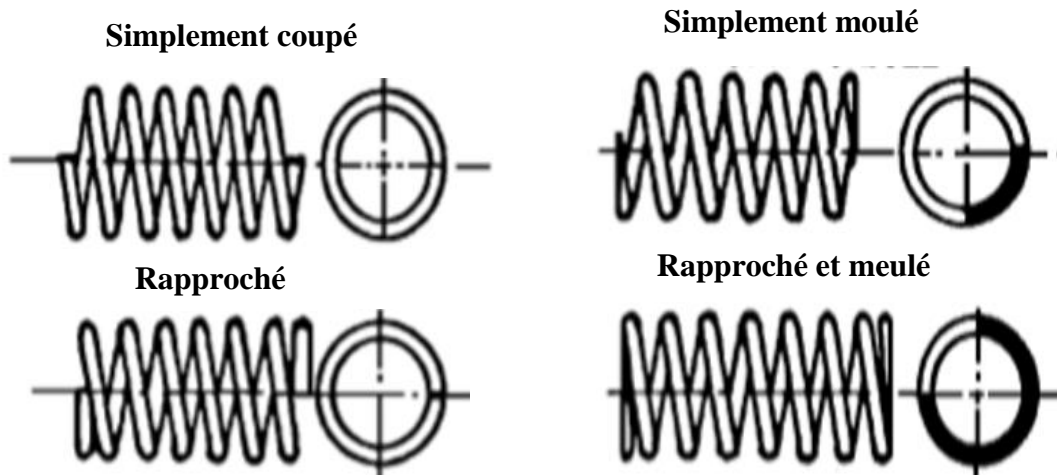 Simplement coupé
Simplement moulé
Rapproché
Rapproché et meulé